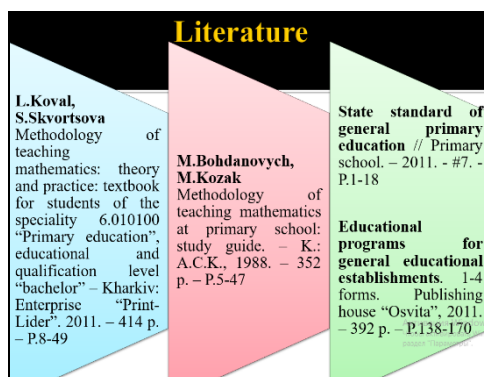 Literature
L.Koval,
S.Skvortsova
Methodology of
teaching
mathematics: theory
and practice: textbook
for students of the
speciality 6.010100
“Primary education”,
educational and
qualification level
“bachelor” – Kharkiv:
Enterprise “Print-
Lider”. 2011. – 414 p.
– P.8-49
M.Bohdanovych,
M.Kozak
Methodology of
teaching mathematics
at primary school:
study guide. – K.:
A.C.K., 1988. – 352
p. – P.5-47
State standard of
general primary
education // Primary
school. – 2011. - #7. -
P.1-18
Educational
programs for
general educational
establishments. 1-4
forms. Publishing
house “Osvita”, 2011.
– 392 p. – P.138-170